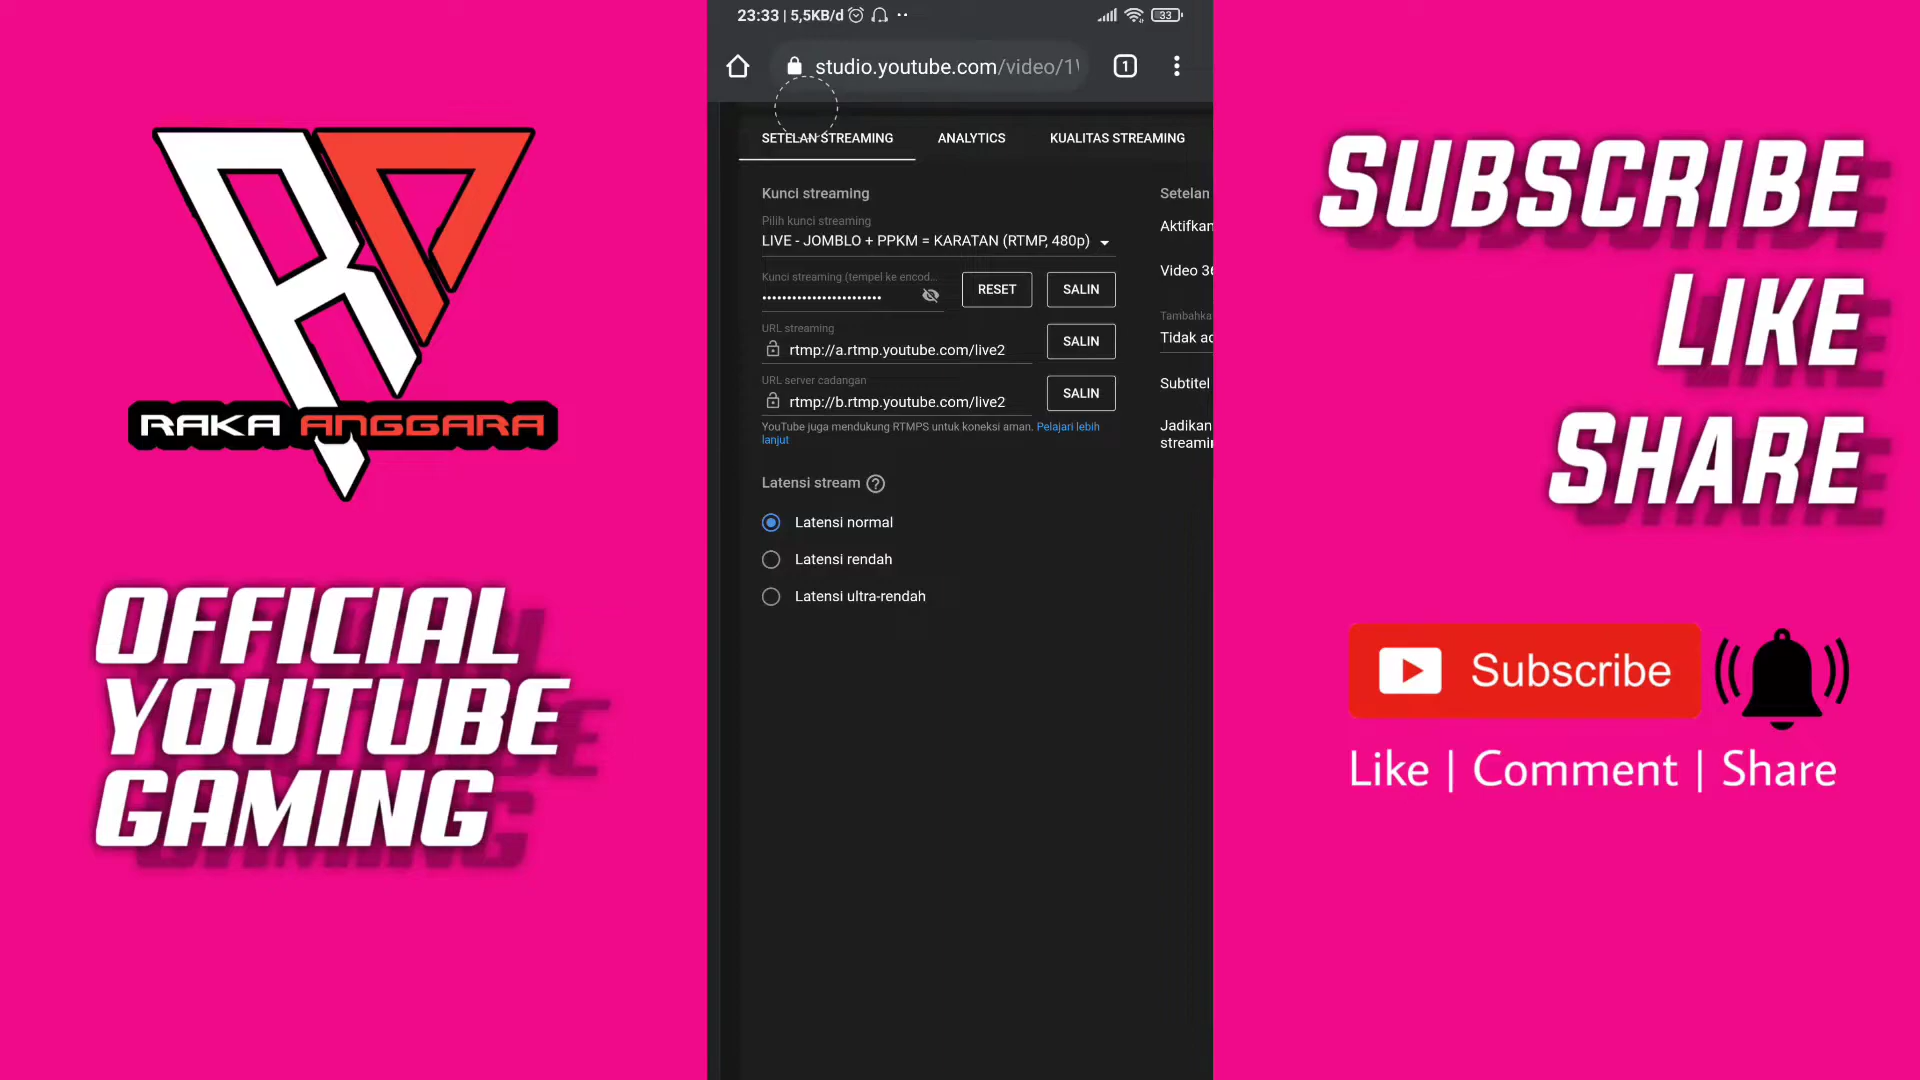 RAKA ANGGARA
OFFICIAL
YOUTUBE
GAMING
23:33 | 5,5KB/d
33
studio.youtube.com/video/1
1
SETELAN STREAMING
ANALYTICS
KUALITAS STREAMING
Kunci streaming
Pilih kunci streaming
LIVE - JOMBLO + PPKM = KARATAN (RTMP, 480p)
Kunci streaming (tempel ke encod...
RESET
SALIN
URL streaming
rtmp://a.rtmp.youtube.com/live2
SALIN
URL server cadangan
rtmp://b.rtmp.youtube.com/live2
SALIN
YouTube juga mendukung RTMPS untuk koneksi aman. Pelajari lebih
lanjut
Latensi stream
Latensi normal
Latensi rendah
Latensi ultra-rendah
Setelan
Aktifkan
Video 36
Tambahka
Tidak ad
Subtitel
Jadikan
streamin
SUBSCRIBE
LIKE
SHARE
Subscribe
Like | Comment | Share